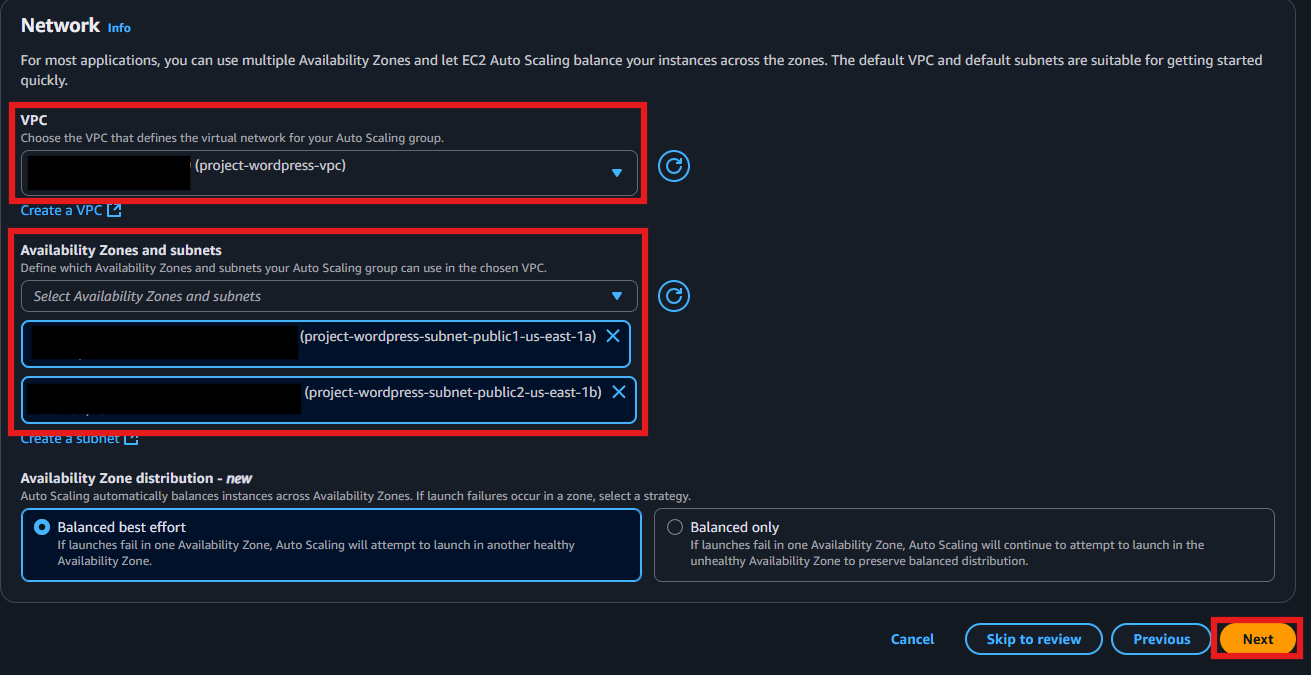 Network Info
For most applications, you can use multiple Availability Zones and let EC2 Auto Scaling balance your instances across the zones. The default VPC and default subnets are suitable for getting started
quickly.
VPC
Choose the VPC that defines the virtual network for your Auto Scaling group.
(project-wordpress-vpc)
Create a VPC
Availability Zones and subnets
Define which Availability Zones and subnets your Auto Scaling group can use in the chosen VPC.
Select Availability Zones and subnets
(project-wordpress-subnet-public1-us-east-1a)
(project-wordpress-subnet-public2-us-east-1b)
Create a subnet
Availability Zone distribution - new
Auto Scaling automatically balances instances across Availability Zones. If launch failures occur in a zone, select a strategy.
Balanced best effort
If launches fail in one Availability Zone, Auto Scaling will attempt to launch in another healthy
Availability Zone.
Balanced only
If launches fail in one Availability Zone, Auto Scaling will continue to attempt to launch in the
unhealthy Availability Zone to preserve balanced distribution.
Cancel Skip to review Previous Next